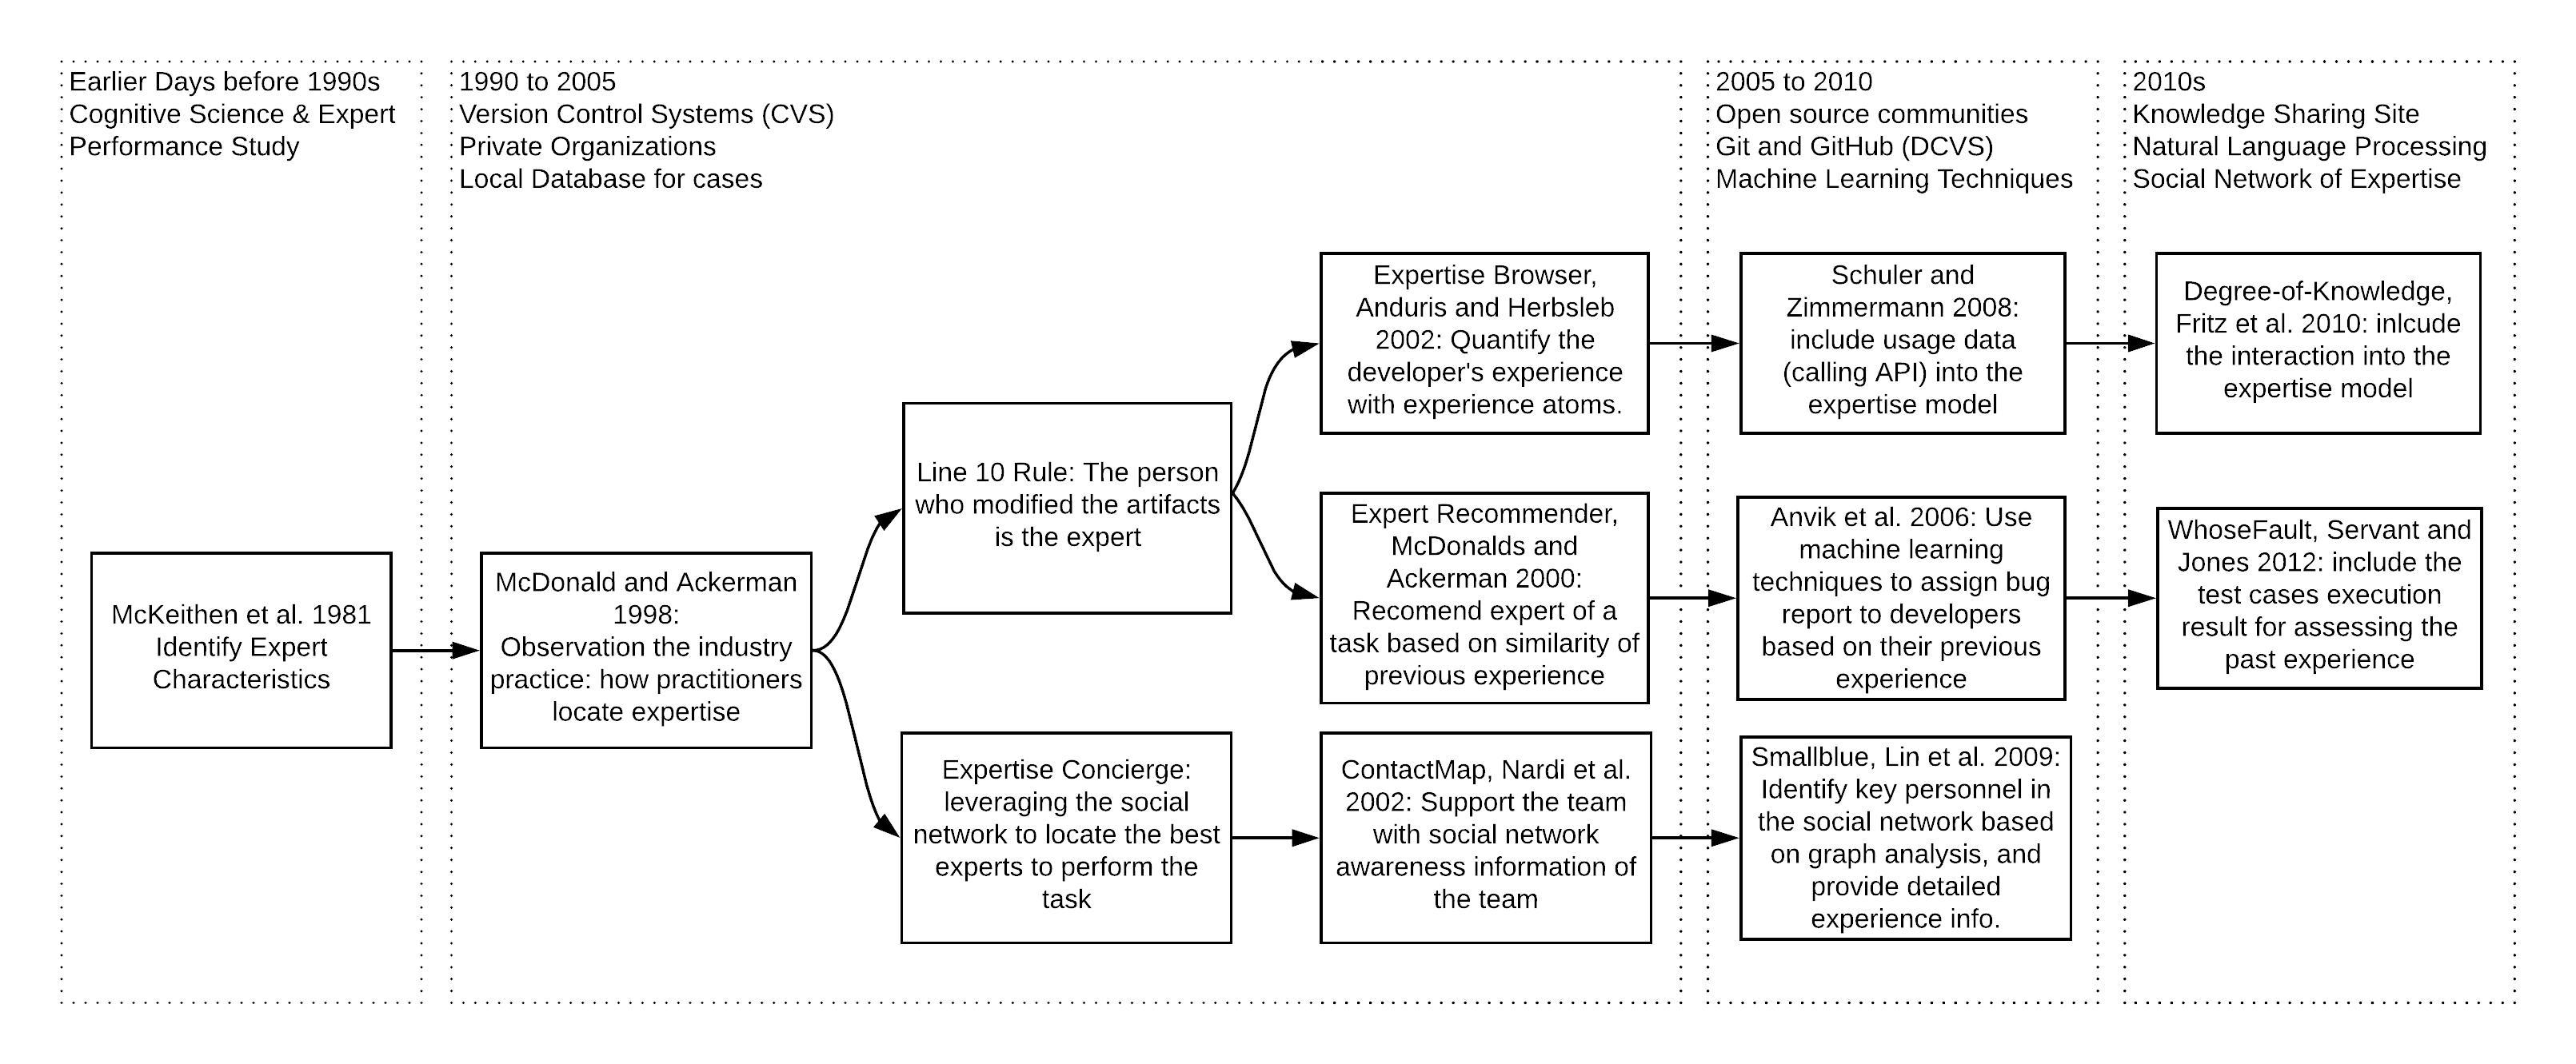 Earlier Days before 1990s
Cognitive Science & Expert
Performance Study
1990 to 2005
Version Control Systems (CVS)
Private Organizations
Local Database for cases
2005 to 2010
Open source communities
Git and GitHub (DCVS)
Machine Learning Techniques
2010s
Knowledge Sharing Site
Natural Language Processing
Social Network of Expertise
McKeithen et al. 1981
Identify Expert
Characteristics
McDonald and Ackerman
1998:
Observation the industry
practice: how practitioners
locate expertise
Line 10 Rule: The person
who modified the artifacts
is the expert
Expertise Concierge:
leveraging the social
network to locate the best
experts to perform the
task
Expertise Browser,
Anduris and Herbsleb
2002: Quantify the
developer's experience
with experience atoms.
Expert Recommender,
McDonalds and
Ackerman 2000:
Recomend expert of a
task based on similarity of
previous experience
ContactMap, Nardi et al.
2002: Support the team
with social network
awareness information of
the team
Schuler and
Zimmermann 2008:
include usage data
(calling API) into the
expertise model
Anvik et al. 2006: Use
machine learning
techniques to assign bug
report to developers
based on their previous
experience
Smallblue, Lin et al. 2009:
Identify key personnel in
the social network based
on graph analysis, and
provide detailed
experience info.
Degree-of-Knowledge,
Fritz et al. 2010: inlcude
the interaction into the
expertise model
WhoseFault, Servant and
Jones 2012: include the
test cases execution
result for assessing the
past experience